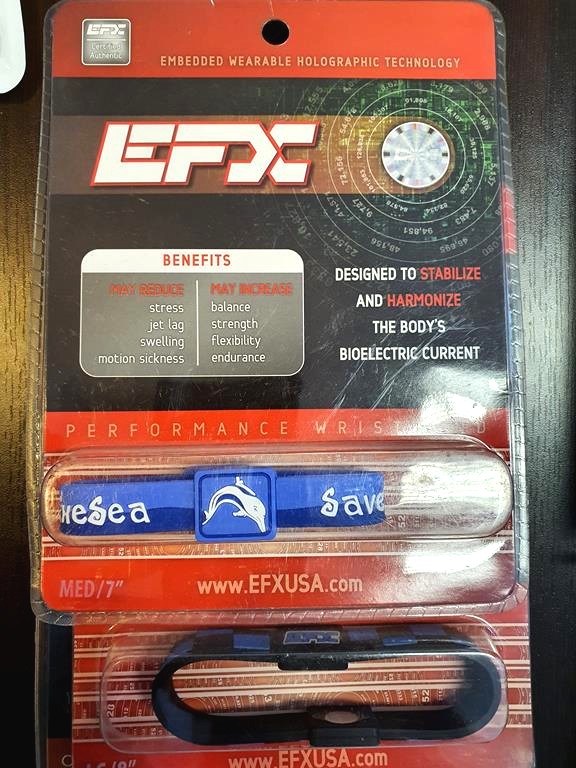 EFX
Certified
Authentic
EMBEDDED WEARABLE HOLOGRAPHIC TECHNOLOGY
EFX
BENEFITS
MAY REDUCE
stress
jet lag
swelling
motion sickness
MAY INCREASE
balance
strength
flexibility
endurance
DESIGNED TO STABILIZE
AND HARMONIZE
THE BODY'S
BIOELECTRIC CURRENT
PERFORMANCE
heSea
Save
MED/7"
www.EFXUSA.com
EFX
www.EFXUSA.com